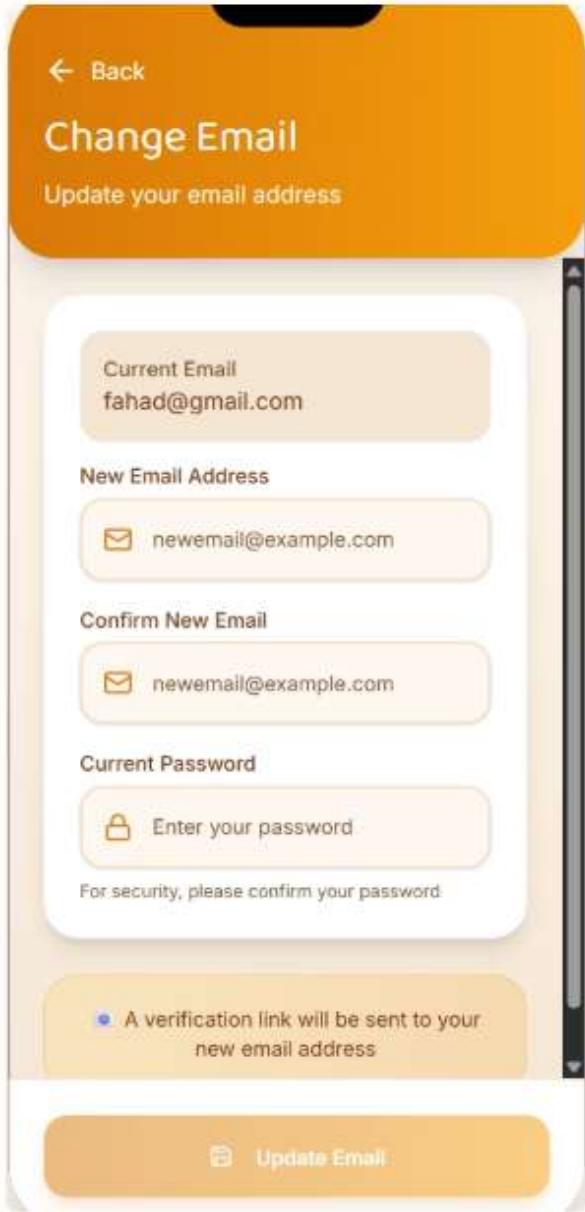 Back
Change Email
Update your email address
Current Email
fahad@gmail.com
New Email Address
newemail@example.com
Confirm New Email
newemail@example.com
Current Password
Enter your password
For security, please confirm your password
A verification link will be sent to your
new email address
Update Email